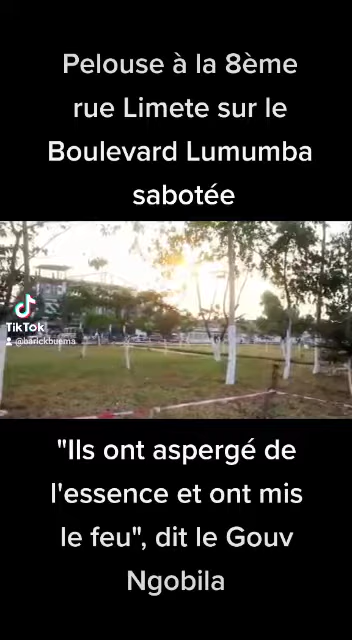 Pelouse à la 8ème
rue Limete sur le
Boulevard Lumumba
sabotée
TikTok
@barickbuema
"Ils ont aspergé de
l'essence et ont mis
le feu", dit le Gouv
Ngobila